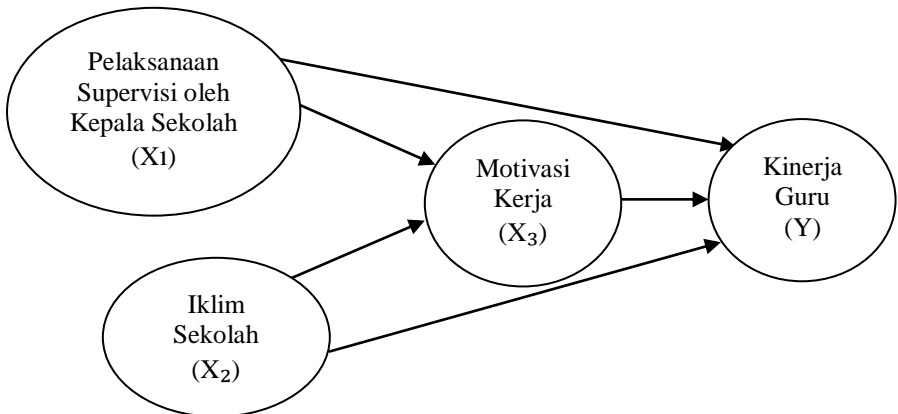 Pelaksanaan
Supervisi oleh
Kepala Sekolah
(X1)
Motivasi
Kerja
(X₃)
Kinerja
Guru
(Y)
Iklim
Sekolah
(X₂)